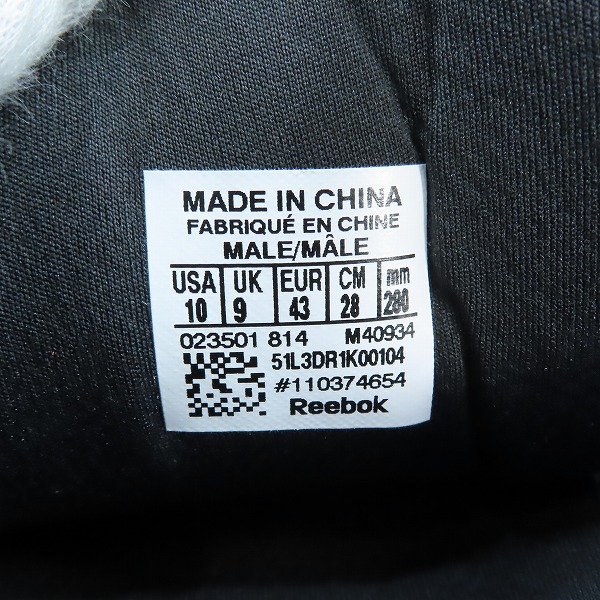 MADE IN CHINA
FABRIQUÉ EN CHINE
MALE/MÂLE
USA UK EUR CM mm
10 9 43 28 280
023501 814 M40934
51L3DR1K00104
#110374654
Reebok